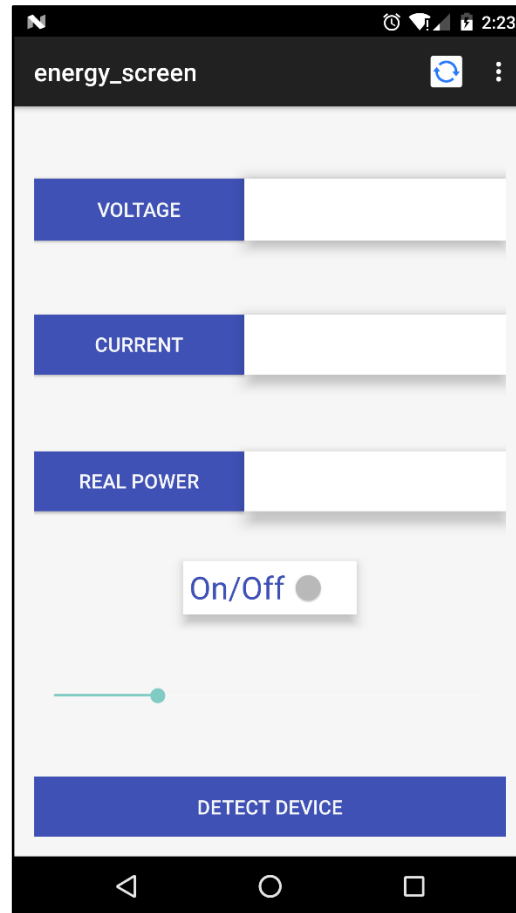 2:23
energy_screen
VOLTAGE
CURRENT
REAL POWER
On/Off
DETECT DEVICE